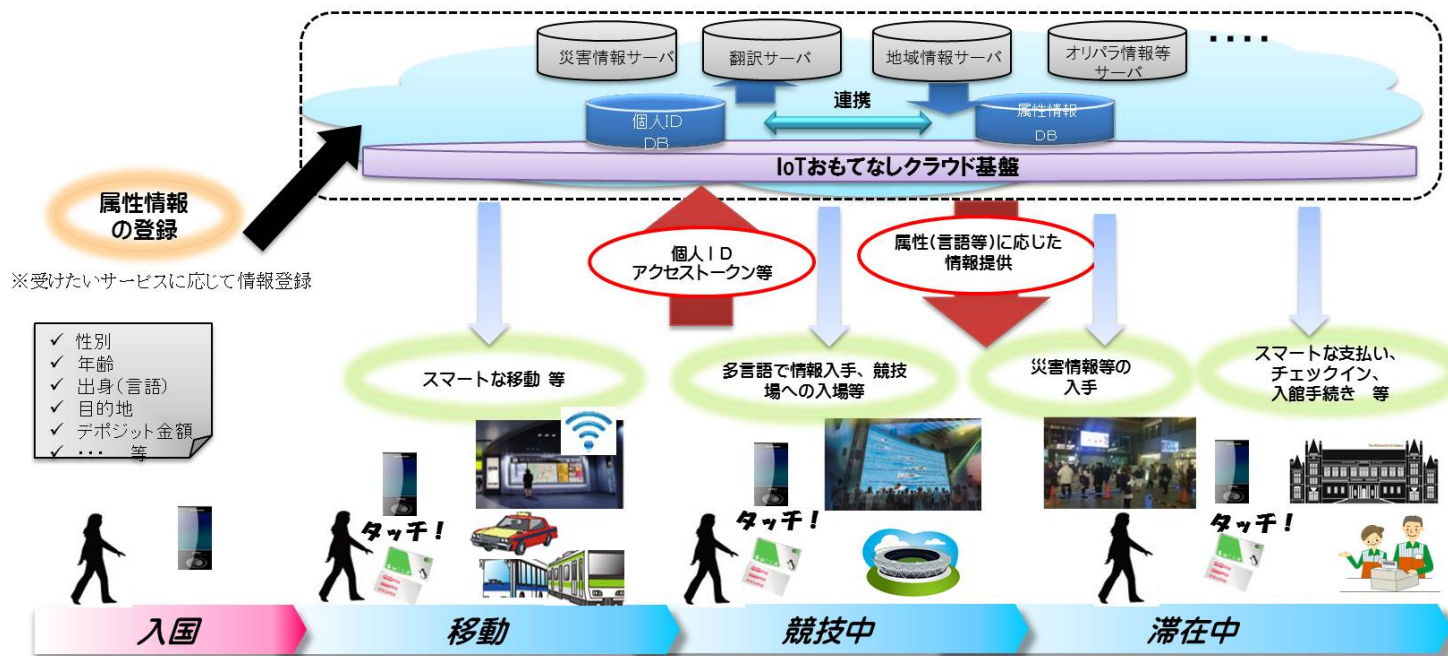 災害情報サーバ
翻訳サーバ
地域情報サーバ
オリパラ情報等
サーバ
・・・・
連携
個人ID
DB
属性情報
DB
IoTおもてなしクラウド基盤
属性情報
の登録
※受けたいサービスに応じて情報登録
個人ID
アクセストークン等
属性(言語等)に応じた
情報提供
✓ 性別
✓ 年齢
✓ 出身(言語)
✓ 目的地
✓ デポジット金額
✓ ・・・ 等
スマートな移動 等
多言語で情報入手、競技
場への入場等
災害情報等の
入手
スマートな支払い、
チェックイン、
入館手続き 等
タッチ!
タッチ!
タッチ!
入国
移動
競技中
滞在中